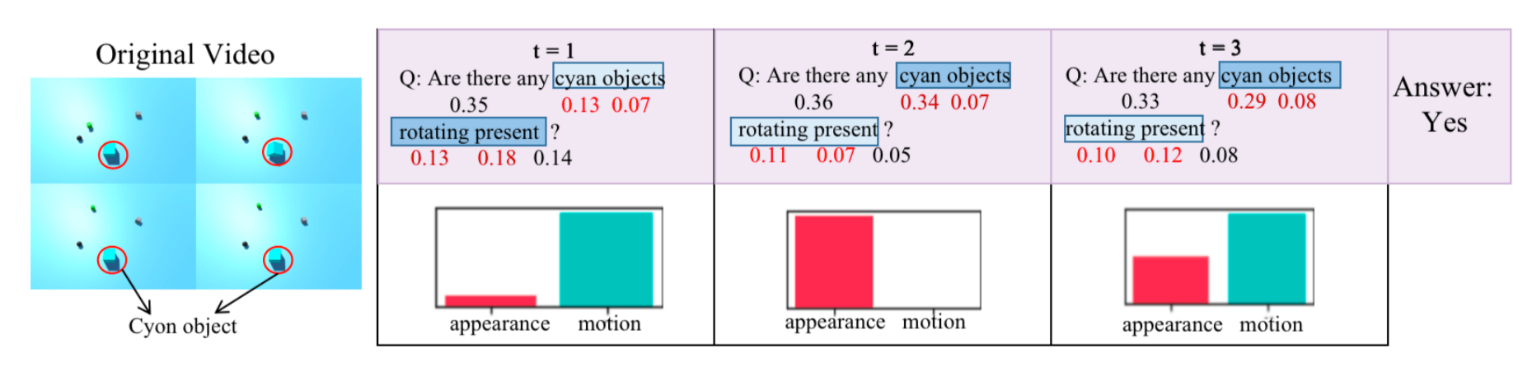 Original Video
Cyon object
t = 1
Q: Are there any cyan objects
0.35 0.13 0.07
rotating present ?
0.13 0.18 0.14
appearance motion
t = 2
Q: Are there any cyan objects
0.36 0.34 0.07
rotating present ?
0.11 0.07 0.05
appearance motion
t = 3
Q: Are there any cyan objects
0.33 0.29 0.08
rotating present ?
0.10 0.12 0.08
appearance motion
Answer:
Yes